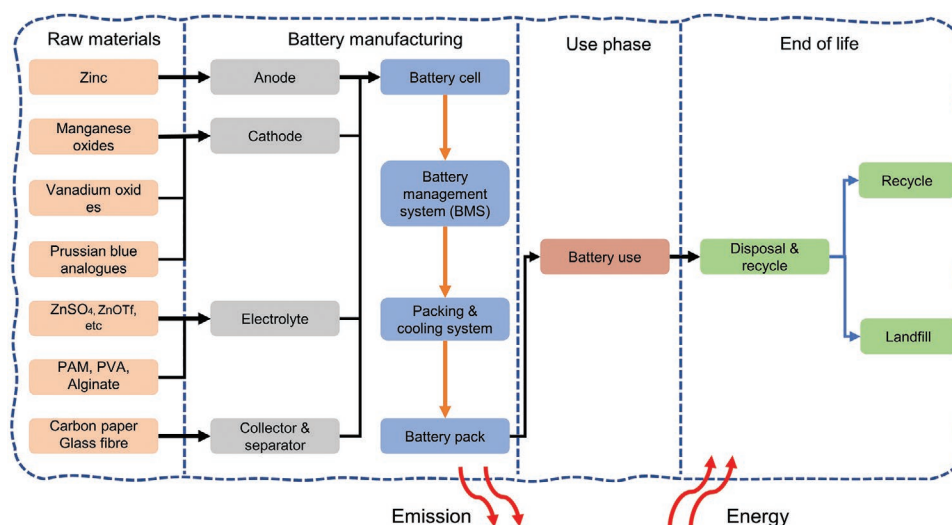 Raw materials
Battery manufacturing
Use phase
End of life
Zinc
Anode
Battery cell
Manganese
oxides
Cathode
Vanadium oxid
es
Battery
management
system (BMS)
Recycle
Prussian blue
analogues
Battery use
Disposal &
recycle
ZnSO₄, ZnOTf,
etc
Electrolyte
Packing &
cooling system
Landfill
PAM, PVA,
Alginate
Carbon paper
Glass fibre
Collector &
separator
Battery pack
Emission
Energy